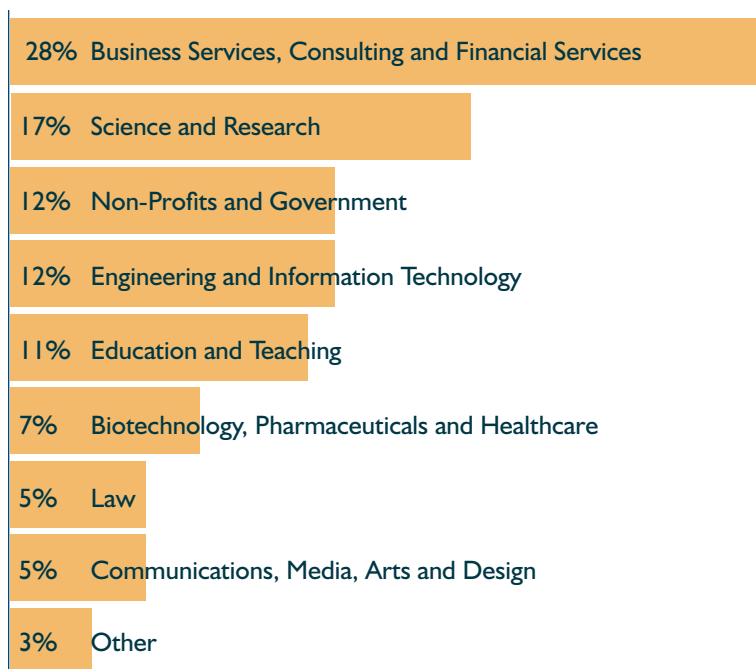 28% Business Services, Consulting and Financial Services
17% Science and Research
12% Non-Profits and Government
12% Engineering and Information Technology
11% Education and Teaching
7% Biotechnology, Pharmaceuticals and Healthcare
5% Law
5% Communications, Media, Arts and Design
3% Other